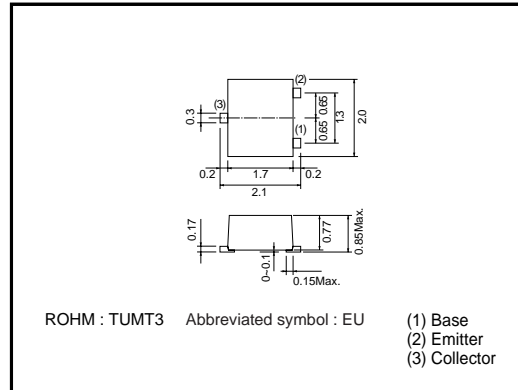 (2)
(3)
0.3
0.65
0.65
1.3
2.0
(1)
0.2
1.7
0.2
2.1
0.17
0.77
0.85Max.
0~0.1
0.15Max.
ROHM : TUMT3 Abbreviated symbol : EU
(1) Base
(2) Emitter
(3) Collector